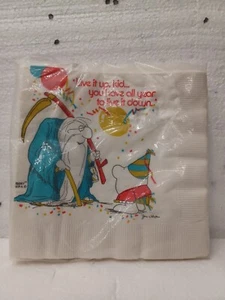 "Live it up, kid...
you have all year
to live it down."